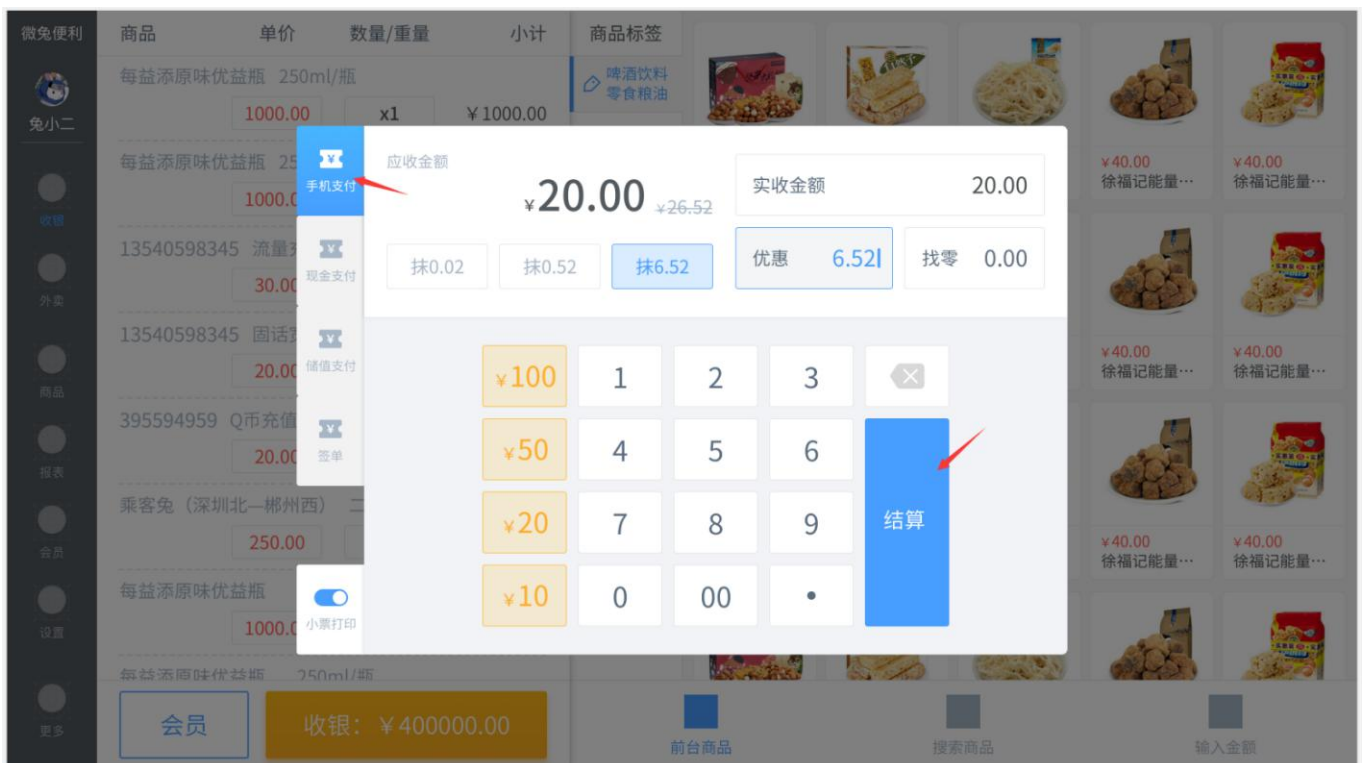 微兔便利
兔小二
收银
外卖
商品
报表
会员
设置
更多
商品 单价 数量/重量 小计
每益添原味优益瓶 250ml/瓶
1000.00 x1 ¥1000.00
每益添原味优益瓶 25
1000.0
13540598345 流量
30.00
13540598345 固话
20.00
395594959 Q币充值
20.00
乘客兔（深圳北—郴州西） 二
250.00
每益添原味优益瓶
1000.0
每益添原味优益瓶 250ml/瓶
会员
收银：¥400000.00
商品标签
啤酒饮料
零食粮油
手机支付
现金支付
储值支付
签单
小票打印
应收金额
¥20.00 ¥26.52
抹0.02 抹0.52 抹6.52
实收金额 20.00
优惠 6.52
找零 0.00
¥100 1 2 3
¥50 4 5 6
¥20 7 8 9
¥10 0 00 •
结算
¥40.00 ¥40.00
徐福记能量… 徐福记能量…
¥40.00 ¥40.00
徐福记能量… 徐福记能量…
¥40.00 ¥40.00
徐福记能量… 徐福记能量…
前台商品 搜索商品 输入金额